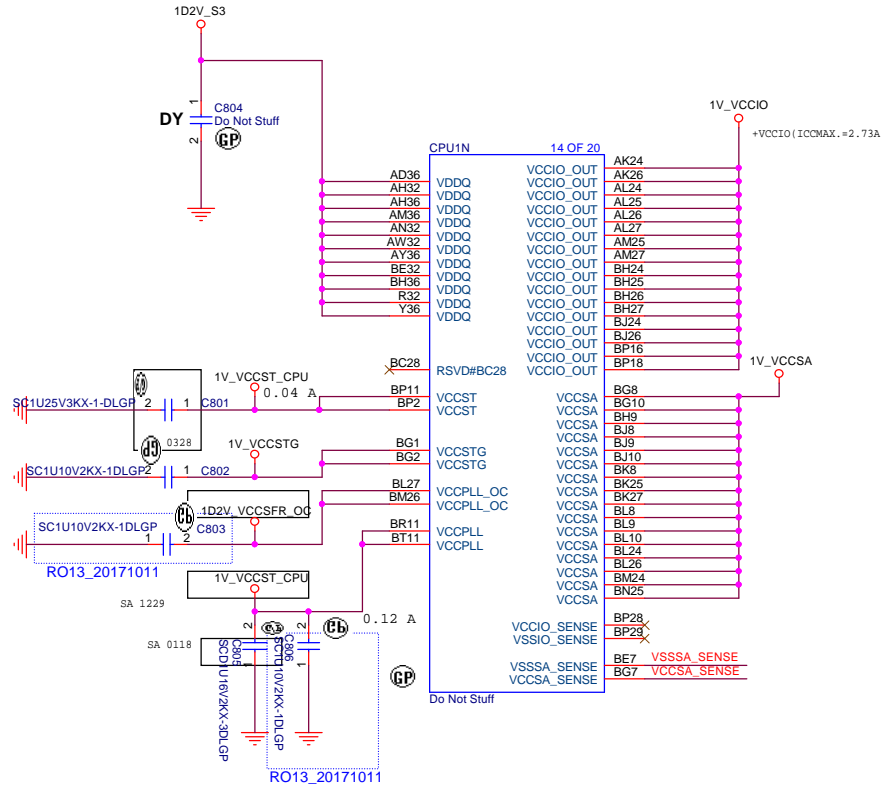 1D2V_S3
1
C804
DY
Do Not Stuff
2
GP
1V_VCCIO
+VCCIO(ICCMAX.=2.73A
CPU1N
14 OF 20
AD36 VDDQ
AH32 VDDQ
AH36 VDDQ
AM36 VDDQ
AN32 VDDQ
AW32 VDDQ
AY36 VDDQ
BE32 VDDQ
BH36 VDDQ
R32 VDDQ
Y36 VDDQ
BC28 RSVD#BC28
BP11 VCCST
BP2 VCCST
BG1 VCCSTG
BG2 VCCSTG
BL27 VCCPLL_OC
BM26 VCCPLL_OC
BR11 VCCPLL
BT11 VCCPLL
VCCIO_OUT AK24
VCCIO_OUT AK26
VCCIO_OUT AL24
VCCIO_OUT AL25
VCCIO_OUT AL26
VCCIO_OUT AL27
VCCIO_OUT AM25
VCCIO_OUT AM27
VCCIO_OUT BH24
VCCIO_OUT BH25
VCCIO_OUT BH26
VCCIO_OUT BH27
VCCIO_OUT BJ24
VCCIO_OUT BJ26
VCCIO_OUT BP16
VCCIO_OUT BP18
1V_VCCSA
VCCSA BG8
VCCSA BG10
VCCSA BH9
VCCSA BJ8
VCCSA BJ9
VCCSA BJ10
VCCSA BK8
VCCSA BK25
VCCSA BK27
VCCSA BL8
VCCSA BL9
VCCSA BL10
VCCSA BL24
VCCSA BL26
VCCSA BM24
VCCSA BN25
VCCIO_SENSE BP28
VSSIO_SENSE BP29
VSSSA_SENSE BE7 VSSSA_SENSE
VCCSA_SENSE BG7 VCCSA_SENSE
Do Not Stuff
1V_VCCST_CPU
0.04 A
SC1U25V3KX-1-DLGP 2 1 C801
GP 0328
1V_VCCSTG
SC1U10V2KX-1DLGP 2 1 C802
1D2V_VCCSFR_OC
SC1U10V2KX-1DLGP
C803
1 2
RO13_20171011
1V_VCCST_CPU
SA 1229
0.12 A
SA 0118
2
1
C805
SCD1U16V2KX-3DLGP
2
1
C806
SC1U10V2KX-1DLGP
GP
RO13_20171011